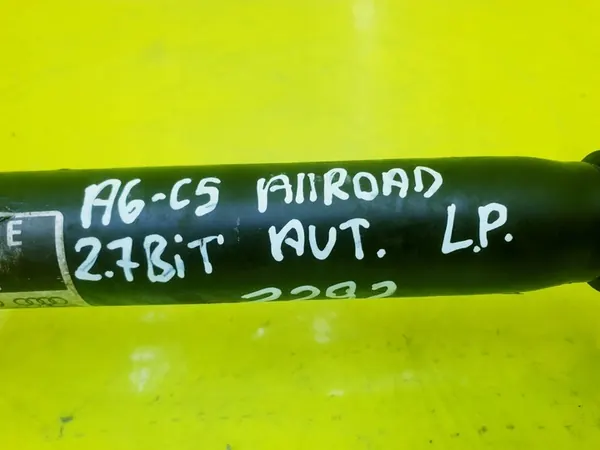 A6-C5 AllROAD
2.7BiT AUT. L.P.
E